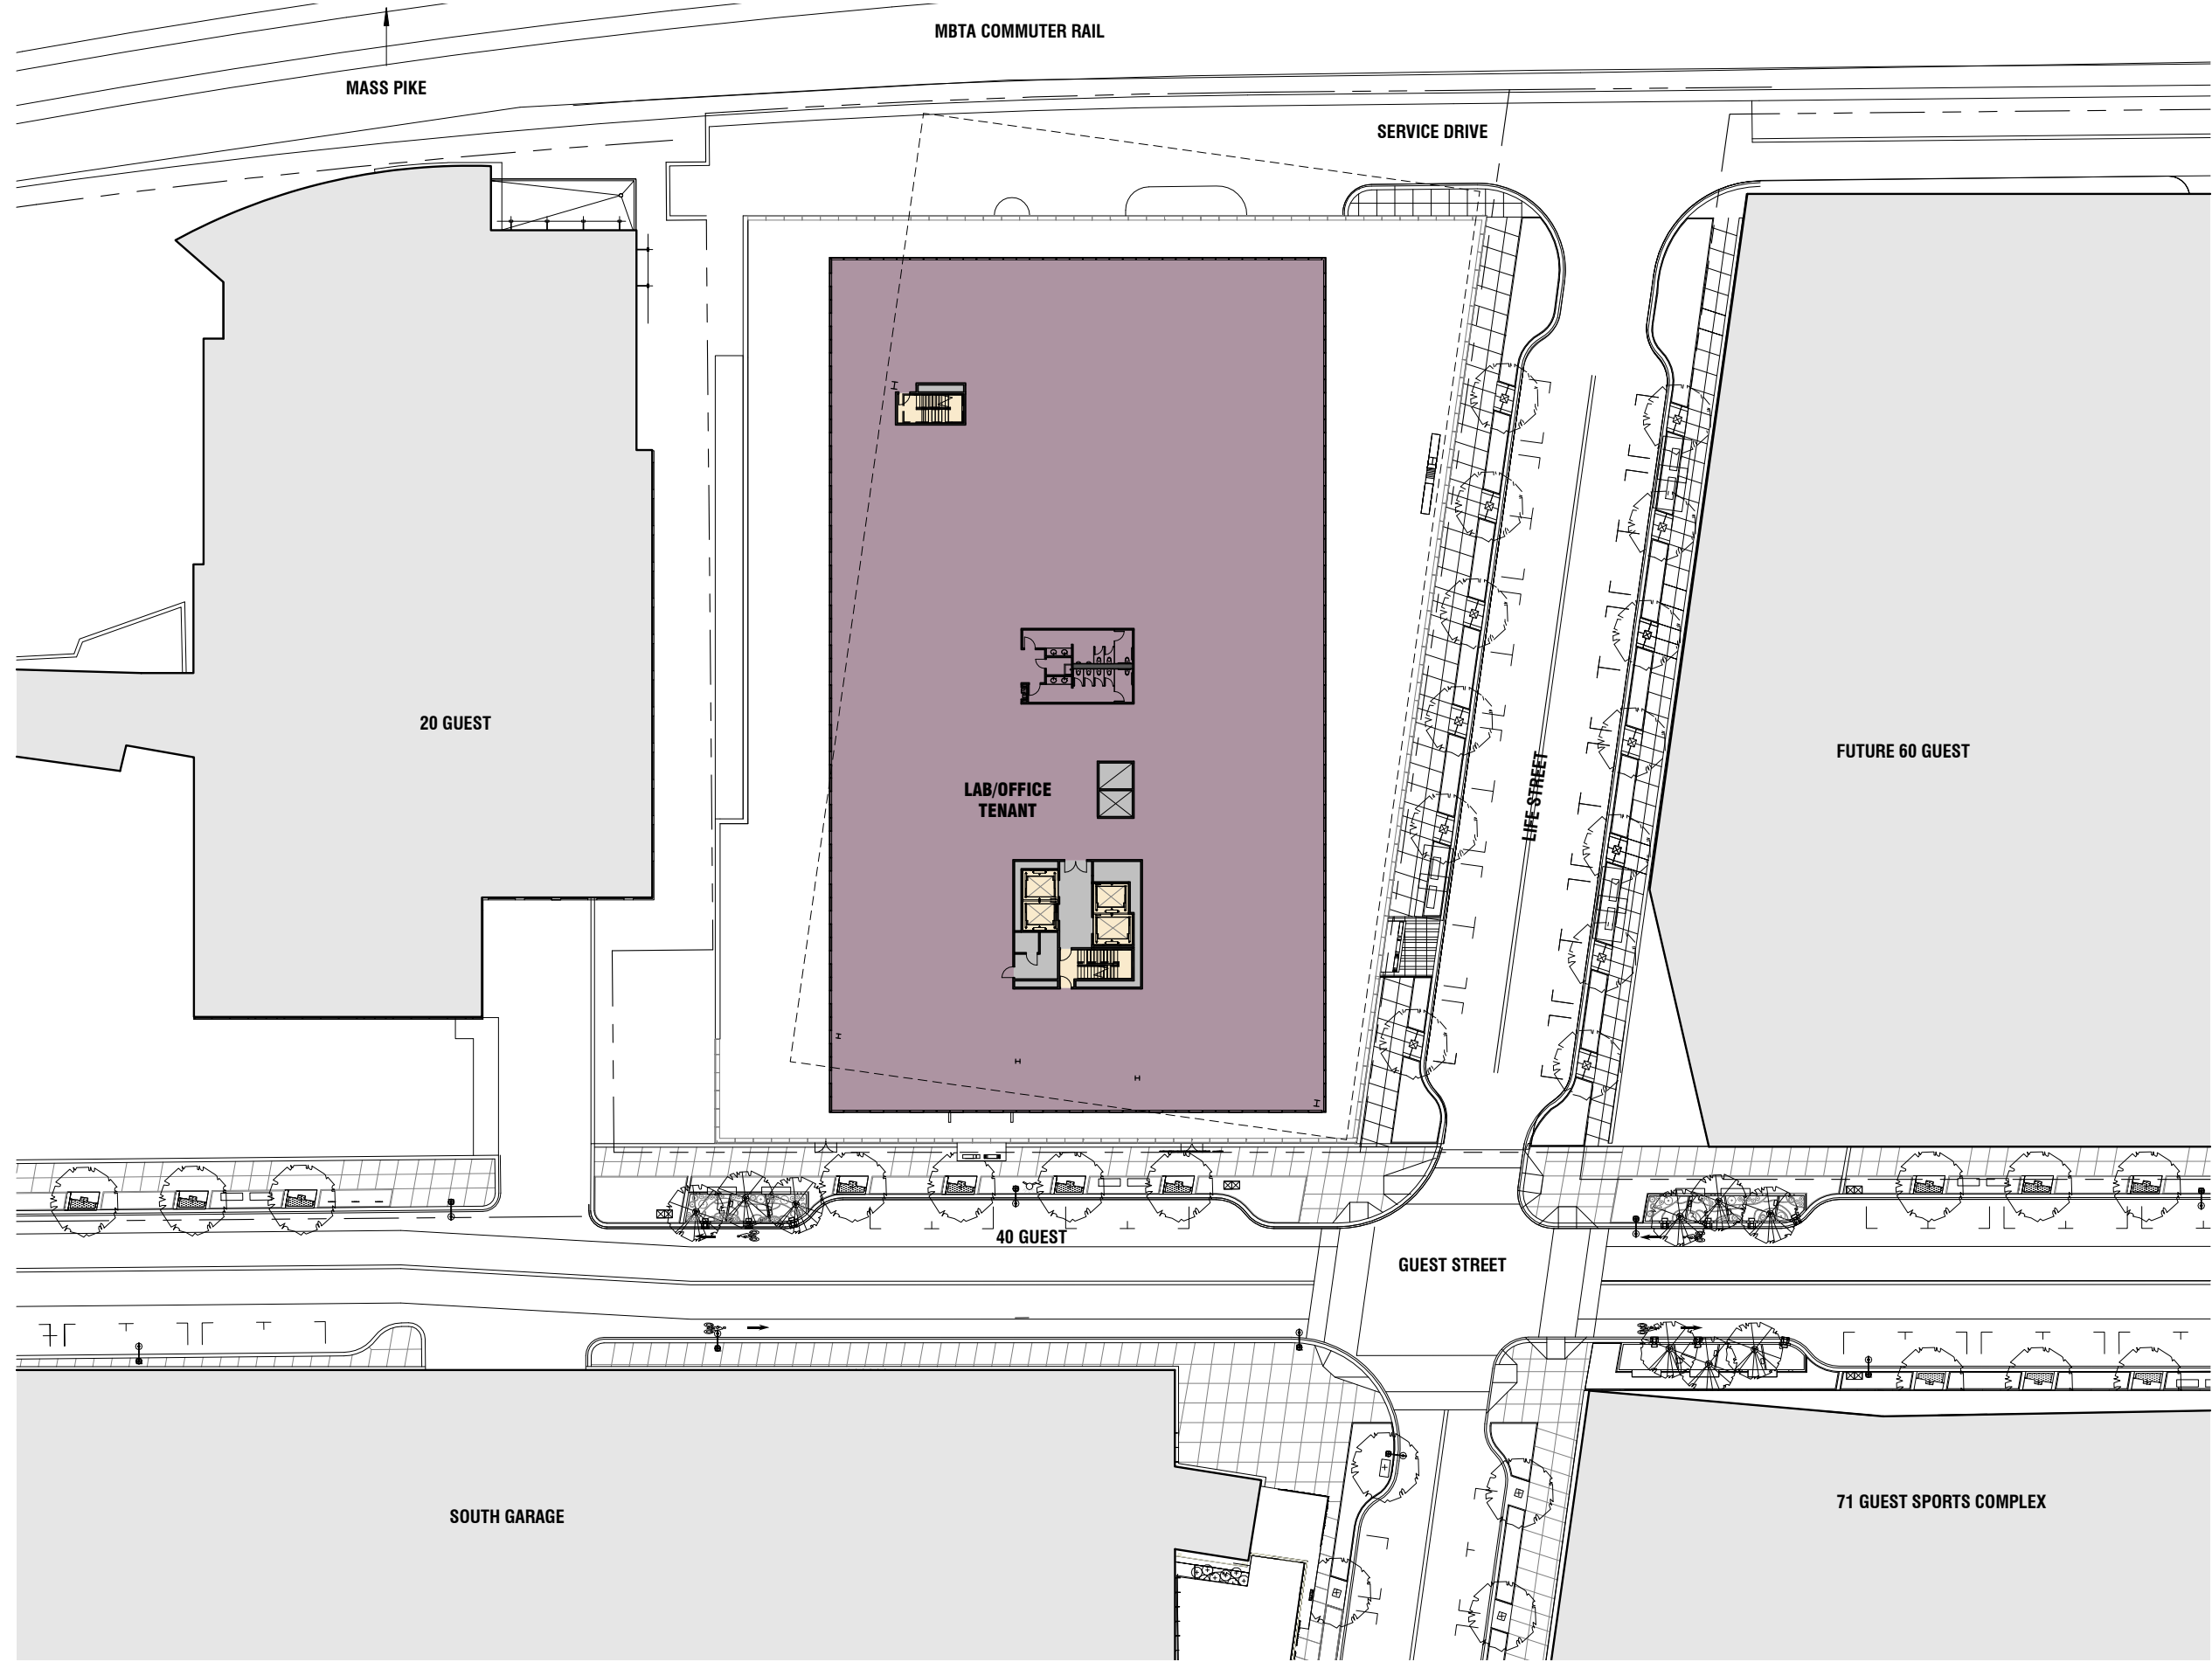 MBTA COMMUTER RAIL
MASS PIKE
SERVICE DRIVE
20 GUEST
FUTURE 60 GUEST
LAB/OFFICE
TENANT
LIFE STREET
40 GUEST
GUEST STREET
SOUTH GARAGE
71 GUEST SPORTS COMPLEX